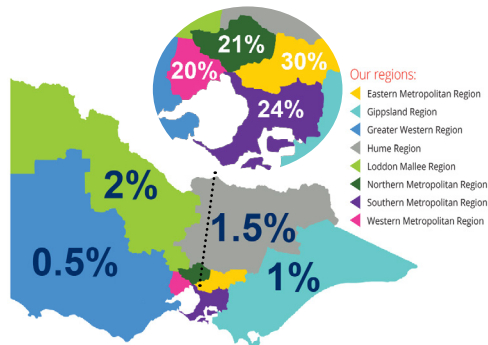 21%
20%
30%
24%
Our regions:
Eastern Metropolitan Region
Gippsland Region
Greater Western Region
Hume Region
Loddon Mallee Region
Northern Metropolitan Region
Southern Metropolitan Region
Western Metropolitan Region
2%
1.5%
0.5%
1%